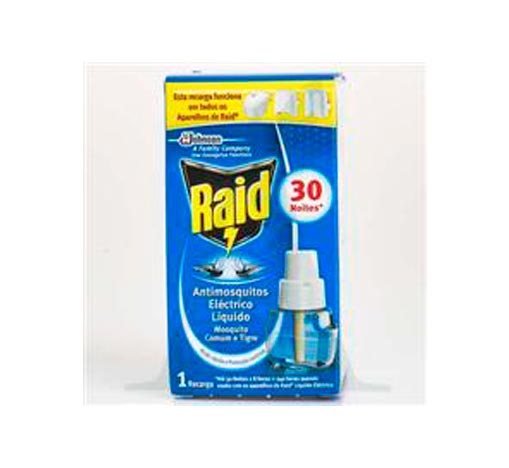 Esta recarga funciona
em todos os
Aparelhos de Raid®
Johnson
A Family Company
Raid
30
Noites*
Antimosquitos
Eléctrico
Líquido
Mosquito
Comum e Tigre
1 Recarga